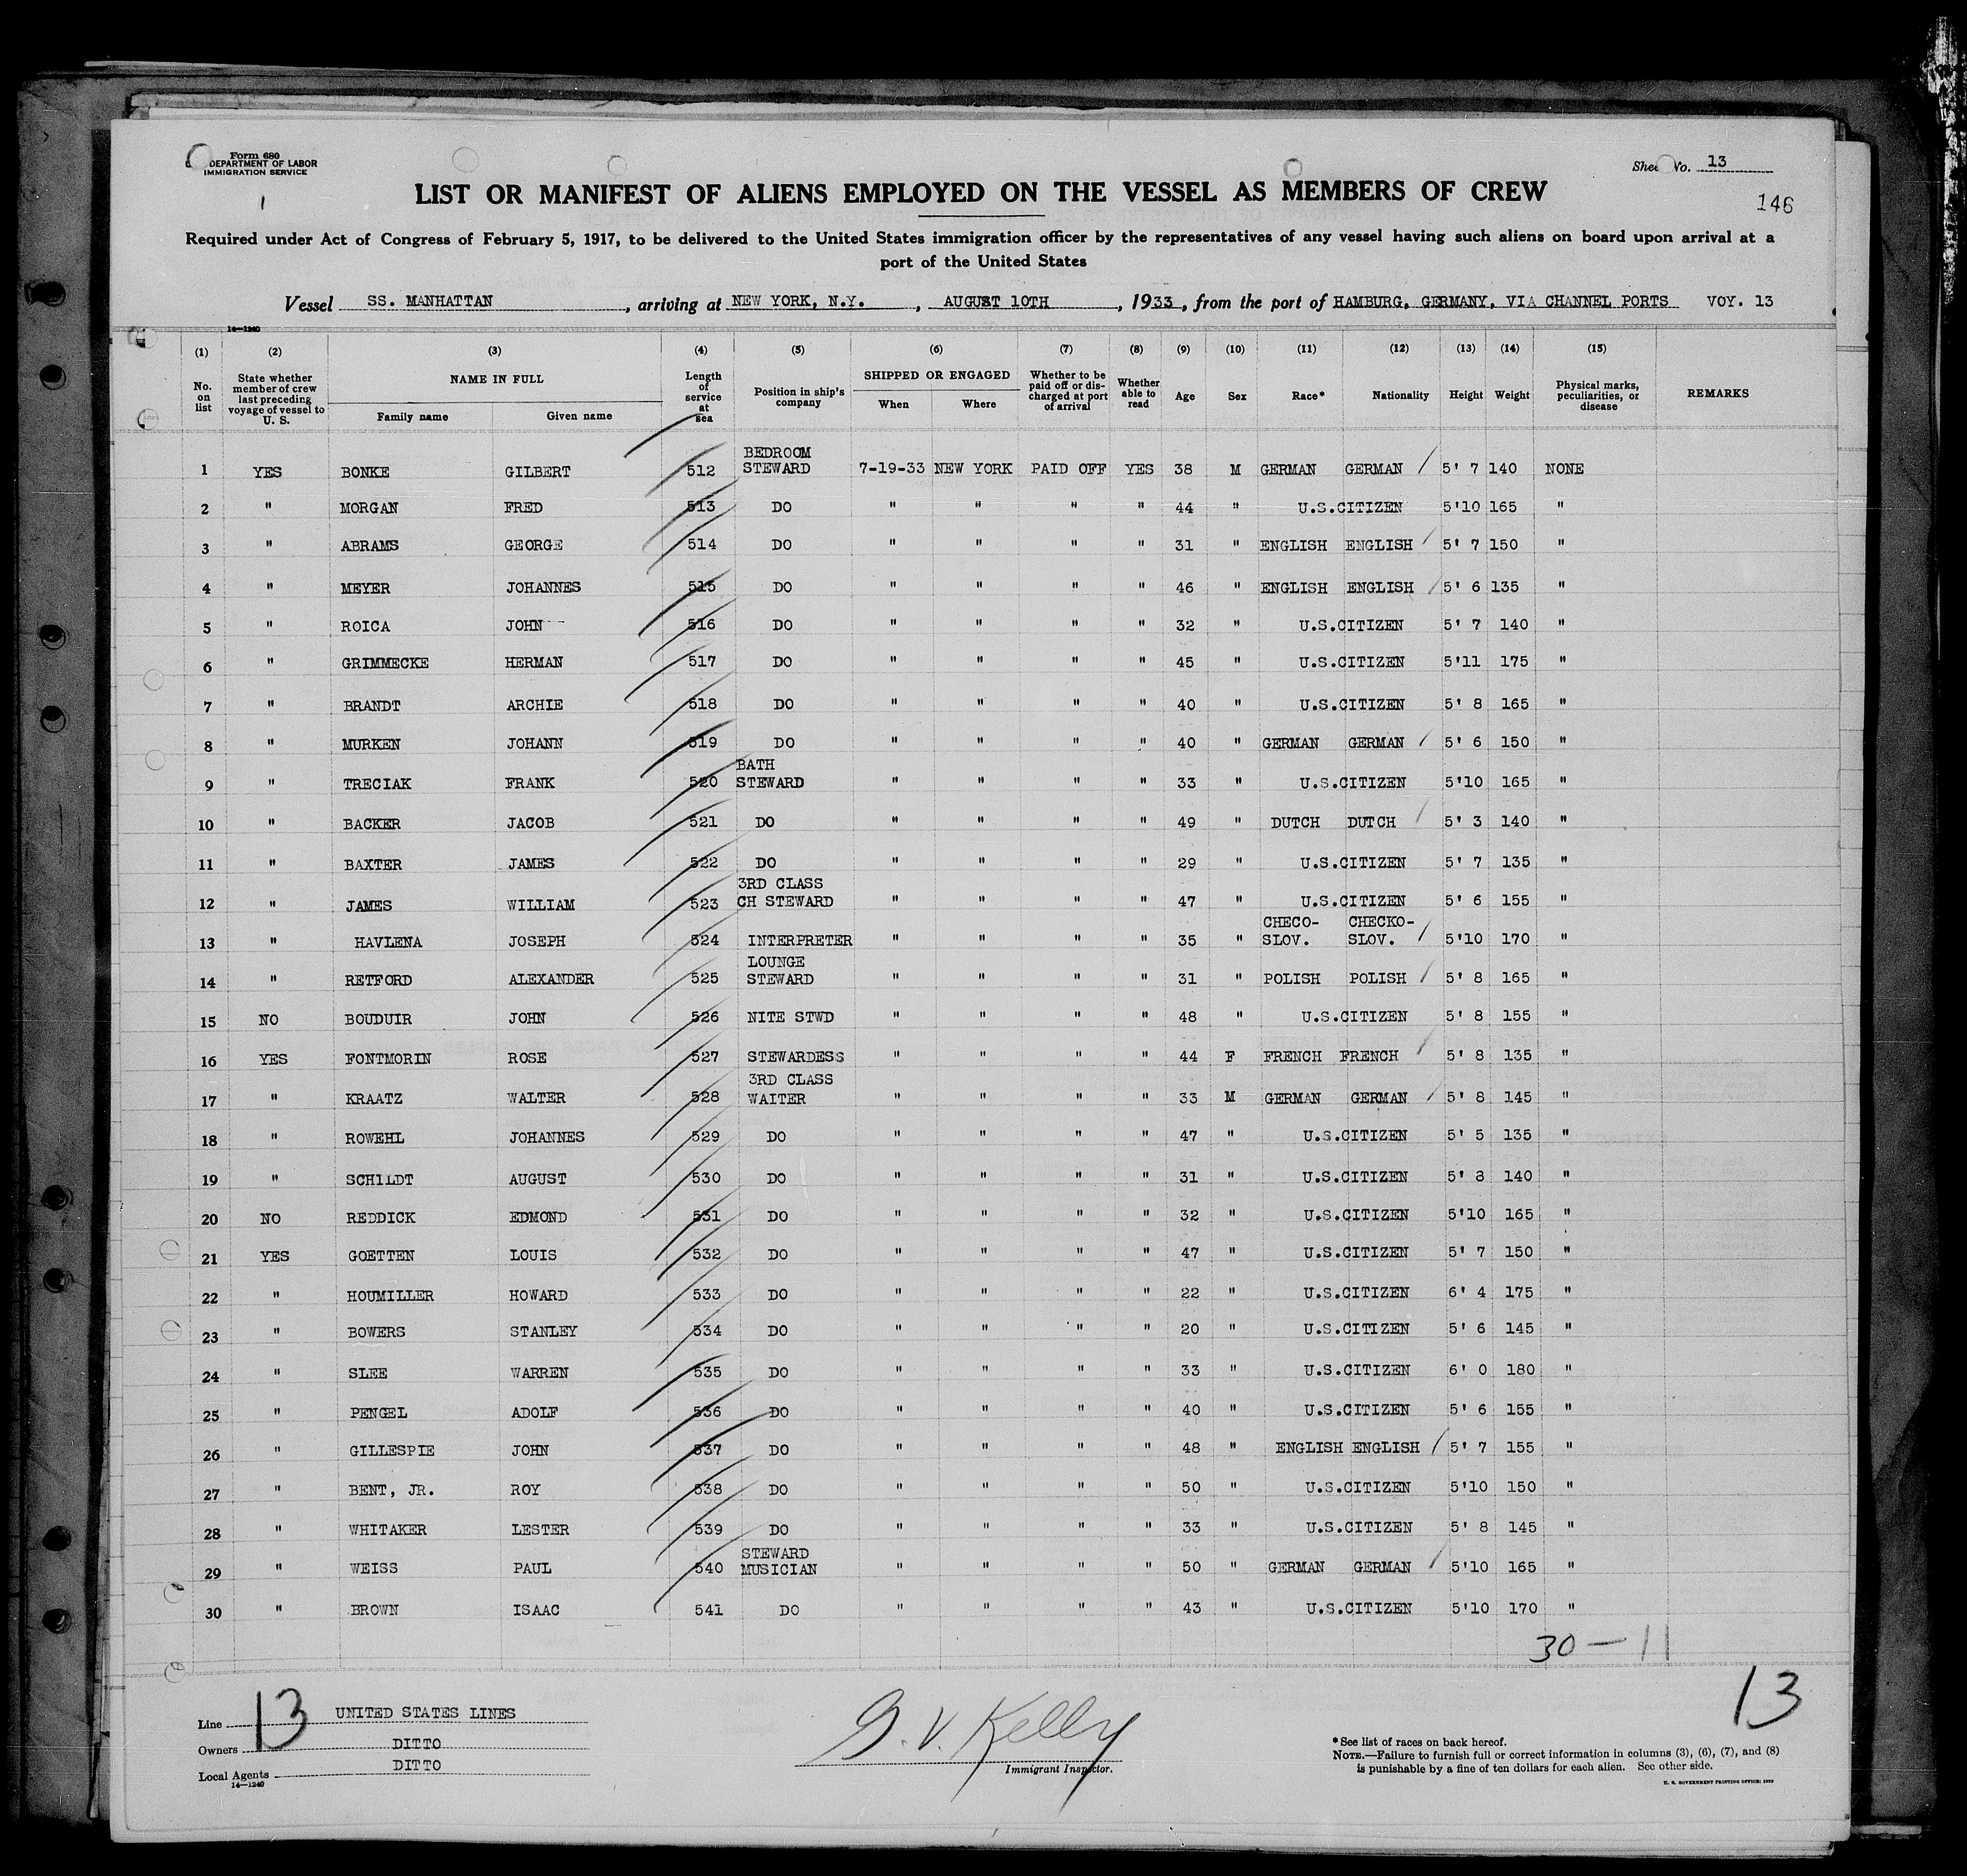 Form 680
DEPARTMENT OF LABOR
IMMIGRATION SERVICE
Sheet No. 13
LIST OR MANIFEST OF ALIENS EMPLOYED ON THE VESSEL AS MEMBERS OF CREW
146
Required under Act of Congress of February 5, 1917, to be delivered to the United States immigration officer by the representatives of any vessel having such aliens on board upon arrival at a
port of the United States
Vessel SS. MANHATTAN, arriving at NEW YORK, N.Y., AUGUST 10TH, 1933, from the port of HAMBURG, GERMANY, VIA CHANNEL PORTS VOY. 13
14—1240
(1) (2) (3) (4) (5) (6) (7) (8) (9) (10) (11) (12) (13) (14) (15)
No. on list State whether member of crew last preceding voyage of vessel to U. S. NAME IN FULL Family name Given name Length of service at sea Position in ship's company SHIPPED OR ENGAGED When Where Whether to be paid off or discharged at port of arrival Whether able to read Age Sex Race* Nationality Height Weight Physical marks, peculiarities, or disease REMARKS
1 YES BONKE GILBERT 512 BEDROOM STEWARD 7-19-33 NEW YORK PAID OFF YES 38 M GERMAN GERMAN / 5' 7 140 NONE
2 " MORGAN FRED 513 DO " " " " 44 " U.S.CITIZEN 5'10 165 "
3 " ABRAMS GEORGE 514 DO " " " " 31 " ENGLISH ENGLISH / 5' 7 150 "
4 " MEYER JOHANNES 515 DO " " " " 46 " ENGLISH ENGLISH / 5' 6 135 "
5 " ROICA JOHN 516 DO " " " " 32 " U.S.CITIZEN 5' 7 140 "
6 " GRIMMECKE HERMAN 517 DO " " " " 45 " U.S.CITIZEN 5'11 175 "
7 " BRANDT ARCHIE 518 DO " " " " 40 " U.S.CITIZEN 5' 8 165 "
8 " MURKEN JOHANN 519 DO " " " " 40 " GERMAN GERMAN / 5' 6 150 "
9 " TRECIAK FRANK 520 BATH STEWARD " " " " 33 " U.S.CITIZEN 5'10 165 "
10 " BACKER JACOB 521 DO " " " " 49 " DUTCH DUTCH / 5' 3 140 "
11 " BAXTER JAMES 522 DO " " " " 29 " U.S.CITIZEN 5' 7 135 "
12 " JAMES WILLIAM 523 3RD CLASS CH STEWARD " " " " 47 " U.S.CITIZEN 5' 6 155 "
13 " HAVLENA JOSEPH 524 INTERPRETER " " " " 35 " CHECO-SLOV. CHECKO-SLOV. / 5'10 170 "
14 " RETFORD ALEXANDER 525 LOUNGE STEWARD " " " " 31 " POLISH POLISH / 5' 8 165 "
15 NO BOUDUIR JOHN 526 NITE STWD " " " " 48 " U.S.CITIZEN 5' 8 155 "
16 YES FONTMORIN ROSE 527 STEWARDESS " " " " 44 F FRENCH FRENCH / 5' 8 135 "
17 " KRAATZ WALTER 528 3RD CLASS WAITER " " " " 33 M GERMAN GERMAN / 5' 8 145 "
18 " ROWEHL JOHANNES 529 DO " " " " 47 " U.S.CITIZEN 5' 5 135 "
19 " SCH1LDT AUGUST 530 DO " " " " 31 " U.S.CITIZEN 5' 8 140 "
20 NO REDDICK EDMOND 531 DO " " " " 32 " U.S.CITIZEN 5'10 165 "
21 YES GOETTEN LOUIS 532 DO " " " " 47 " U.S.CITIZEN 5' 7 150 "
22 " HOUMILLER HOWARD 533 DO " " " " 22 " U.S.CITIZEN 6' 4 175 "
23 " BOWERS STANLEY 534 DO " " " " 20 " U.S.CITIZEN 5' 6 145 "
24 " SLEE WARREN 535 DO " " " " 33 " U.S.CITIZEN 6' 0 180 "
25 " PENGEL ADOLF 536 DO " " " " 40 " U.S.CITIZEN 5' 6 155 "
26 " GILLESPIE JOHN 537 DO " " " " 48 " ENGLISH ENGLISH / 5' 7 155 "
27 " BENT, JR. ROY 538 DO " " " " 50 " U.S.CITIZEN 5'10 150 "
28 " WHITAKER LESTER 539 DO " " " " 33 " U.S.CITIZEN 5' 8 145 "
29 " WEISS PAUL 540 STEWARD MUSICIAN " " " " 50 " GERMAN GERMAN / 5'10 165 "
30 " BROWN ISAAC 541 DO " " " " 43 " U.S.CITIZEN 5'10 170 "
30 — 11
13
13
Line UNITED STATES LINES
Owners DITTO
Local Agents DITTO
14—1240
G. V. Kelly
Immigrant Inspector.
* See list of races on back hereof.
NOTE.—Failure to furnish full or correct information in columns (3), (6), (7), and (8)
is punishable by a fine of ten dollars for each alien. See other side.
U. S. GOVERNMENT PRINTING OFFICE: